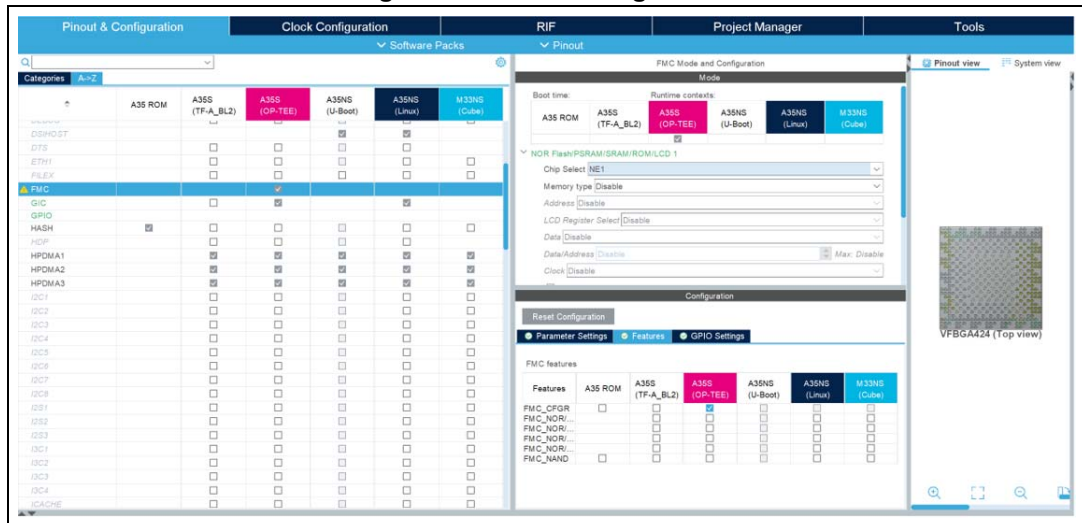 Pinout & Configuration Clock Configuration RIF Project Manager Tools
Software Packs Pinout
Categories A->Z
A35 ROM A35S (TF-A_BL2) A35S (OP-TEE) A35NS (U-Boot) A35NS (Linux) M33NS (Cube)
DSIHOST
DTS
ETH1
FILEX
FMC
GIC
GPIO
HASH
HDP
HPDMA1
HPDMA2
HPDMA3
I2C1
I2C2
I2C3
I2C4
I2C5
I2C6
I2C7
I2C8
I2S1
I2S2
I2S3
I3C1
I3C2
I3C3
I3C4
ICACHE
FMC Mode and Configuration
Mode
Boot time: Runtime contexts:
A35 ROM A35S (TF-A_BL2) A35S (OP-TEE) A35NS (U-Boot) A35NS (Linux) M33NS (Cube)
NOR Flash/PSRAM/SRAM/ROM/LCD 1
Chip Select NE1
Memory type Disable
Address Disable
LCD Register Select Disable
Data Disable
Data/Address Disable Max: Disable
Clock Disable
Configuration
Reset Configuration
Parameter Settings Features GPIO Settings
FMC features
Features A35 ROM A35S (TF-A_BL2) A35S (OP-TEE) A35NS (U-Boot) A35NS (Linux) M33NS (Cube)
FMC_CFGR
FMC_NOR/...
FMC_NOR/...
FMC_NOR/...
FMC_NOR/...
FMC_NAND
Pinout view System view
VFBGA424 (Top view)